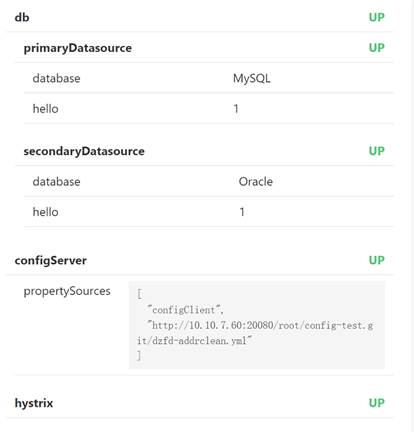 db UP
primaryDatasource UP
database MySQL
hello 1
secondaryDatasource UP
database Oracle
hello 1
configServer UP
propertySources [
"configClient",
"http://10.10.7.60:20080/root/config-test.g
it/dzfd-addrclean.yml"
]
hystrix UP